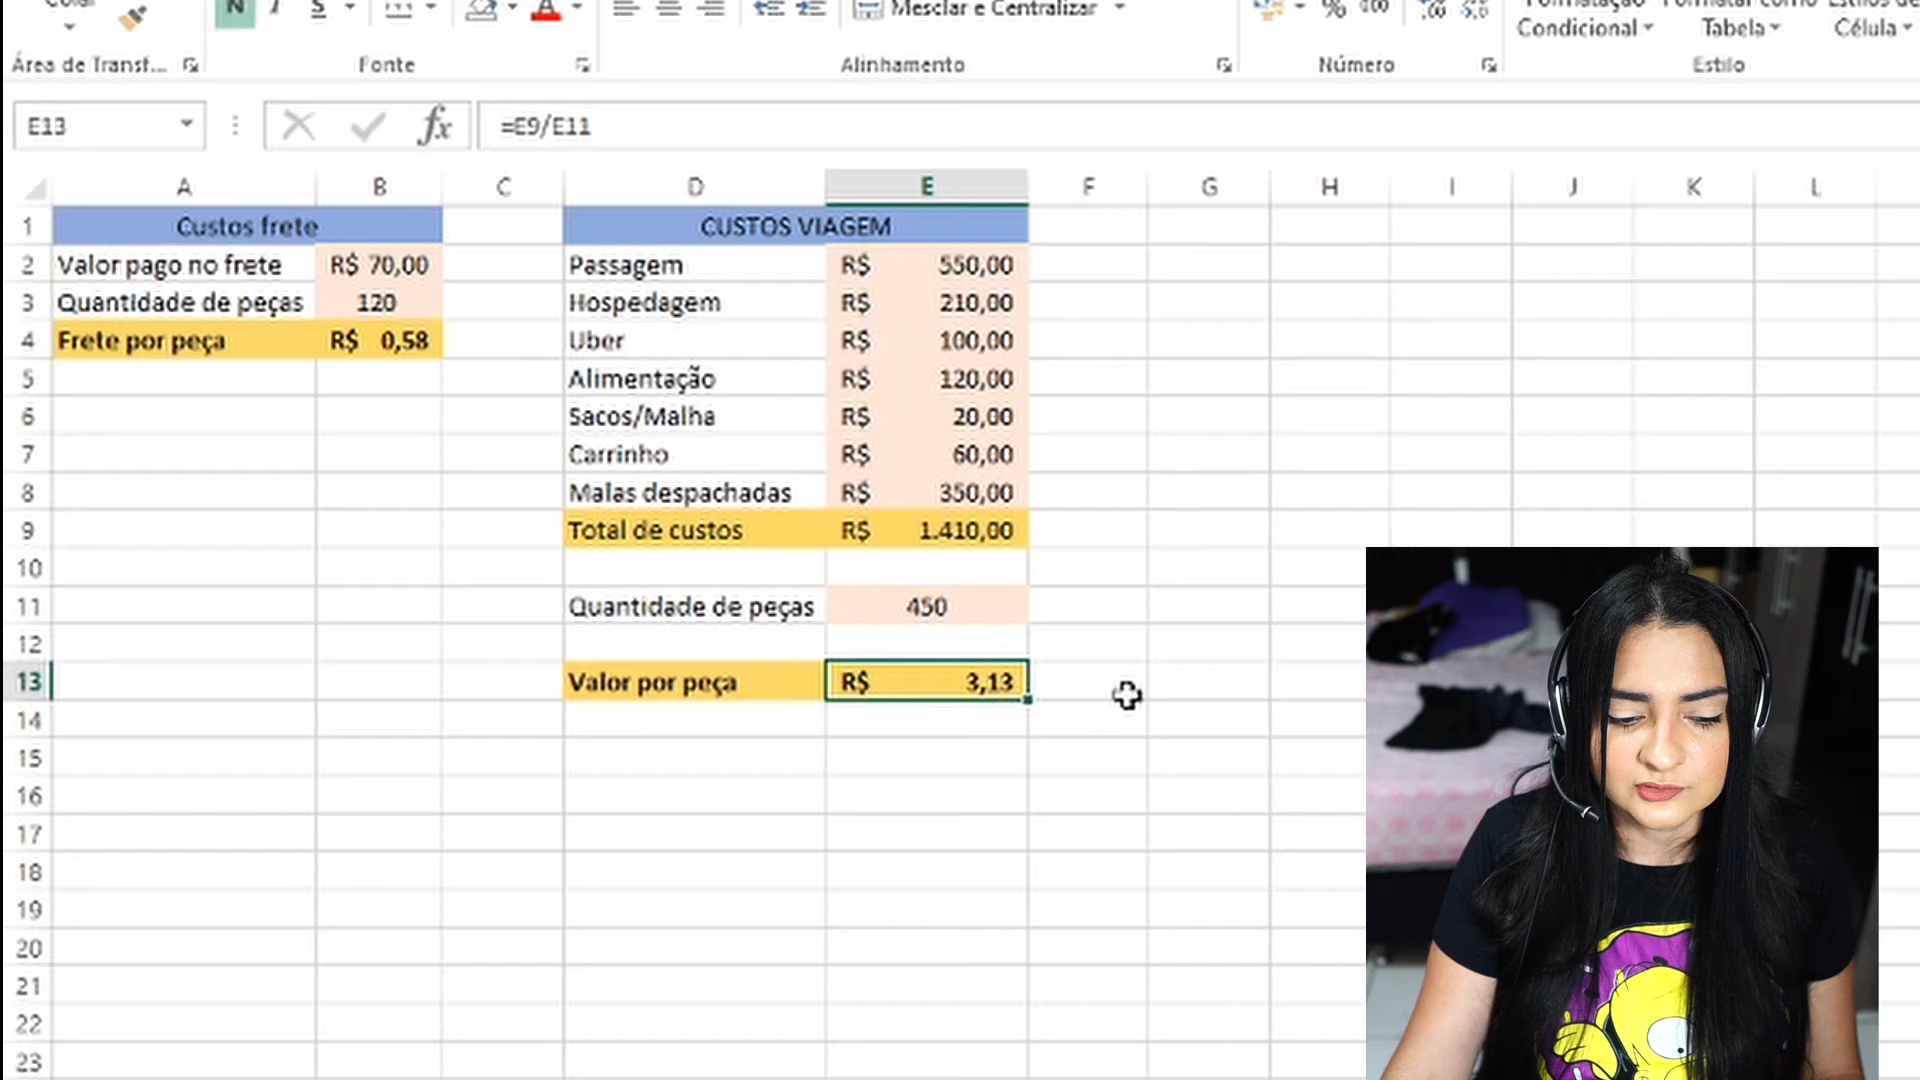 N I S A Mesclar e Centralizar % 000
Condicional Tabela Célula
Área de Transf... Fonte Alinhamento Número Estilo
E13 fx =E9/E11
A B C D E F G H I J K L
1 Custos frete CUSTOS VIAGEM
2 Valor pago no frete R$ 70,00 Passagem R$ 550,00
3 Quantidade de peças 120 Hospedagem R$ 210,00
4 Frete por peça R$ 0,58 Uber R$ 100,00
5 Alimentação R$ 120,00
6 Sacos/Malha R$ 20,00
7 Carrinho R$ 60,00
8 Malas despachadas R$ 350,00
9 Total de custos R$ 1.410,00
10
11 Quantidade de peças 450
12
13 Valor por peça R$ 3,13
14
15
16
17
18
19
20
21
22
23